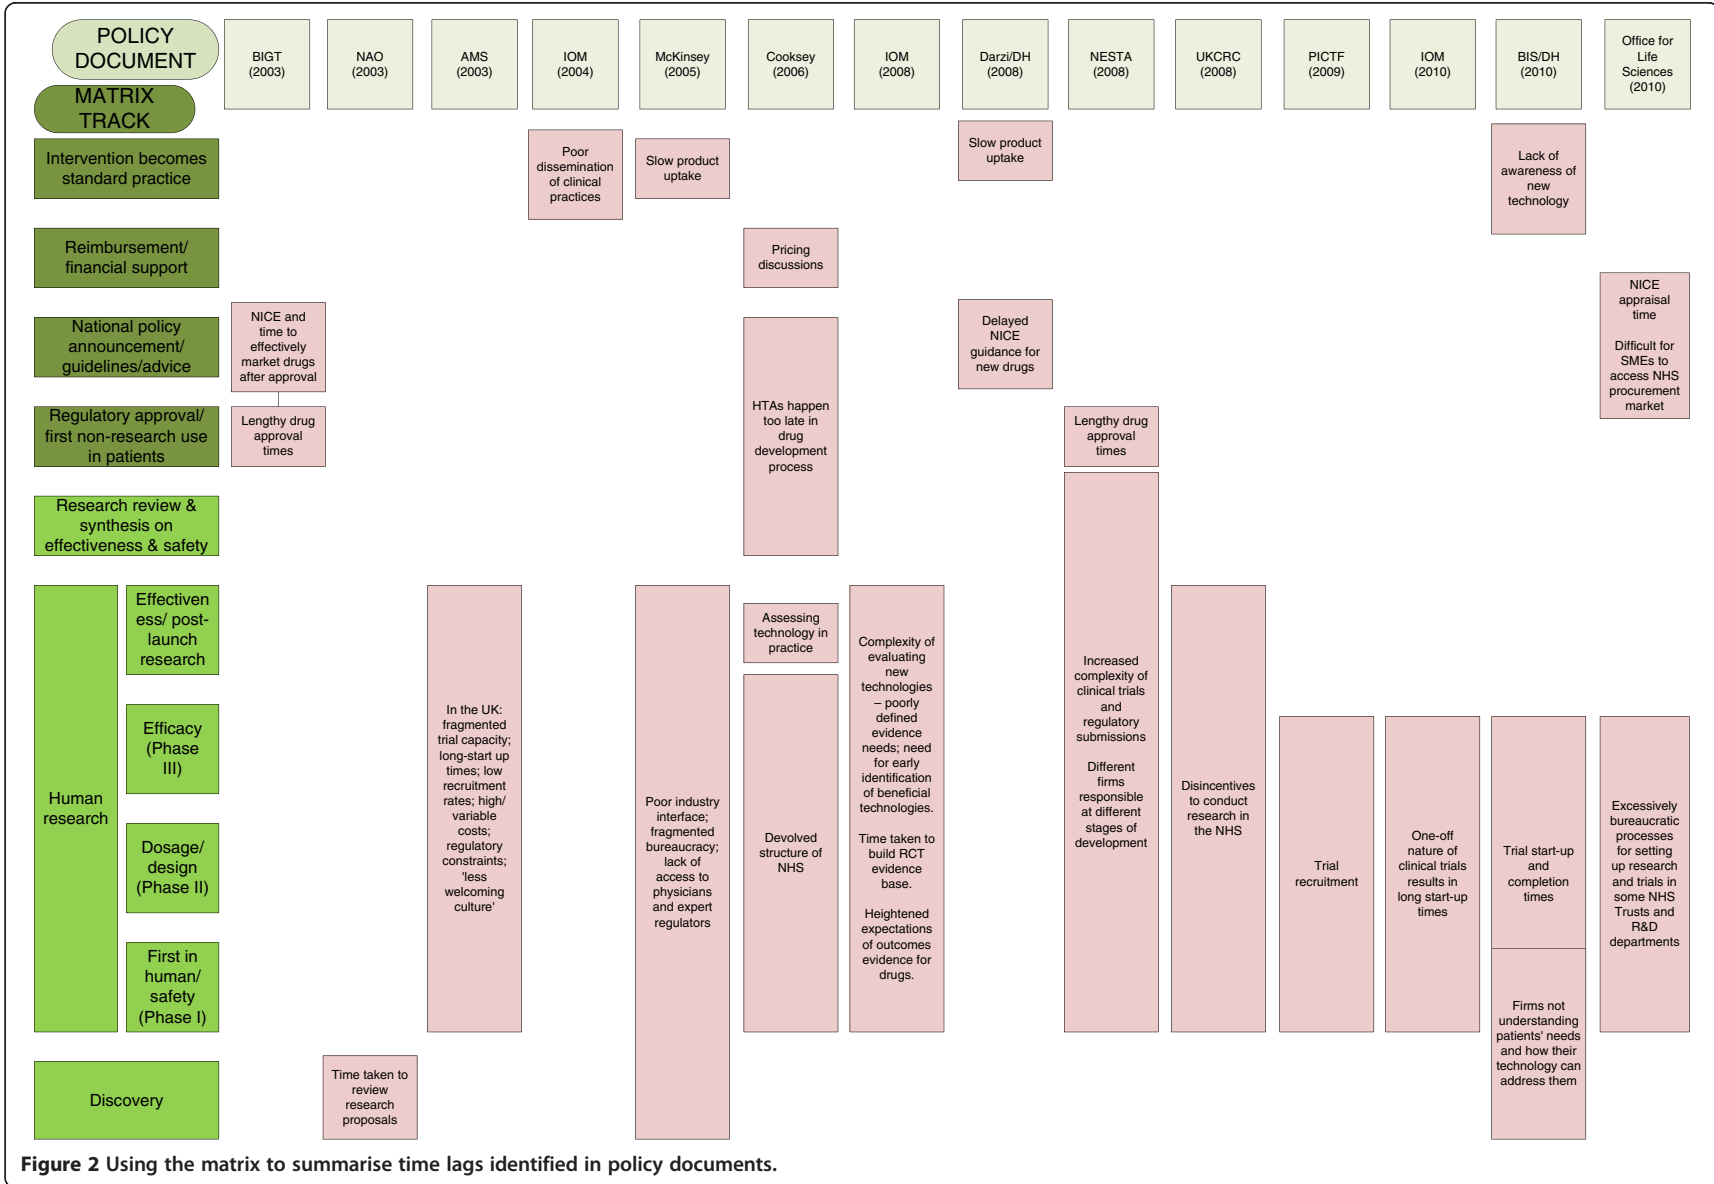 POLICY
DOCUMENT
BIGT
(2003)
NAO
(2003)
AMS
(2003)
IOM
(2004)
McKinsey
(2005)
Cooksey
(2006)
IOM
(2008)
Darzi/DH
(2008)
NESTA
(2008)
UKCRC
(2008)
PICTF
(2009)
IOM
(2010)
BIS/DH
(2010)
Office for
Life
Sciences
(2010)
MATRIX
TRACK
Intervention becomes
standard practice
Poor
dissemination
of clinical
practices
Slow product
uptake
Slow product
uptake
Lack of
awareness of
new
technology
Reimbursement/
financial support
Pricing
discussions
National policy
announcement/
guidelines/advice
NICE and
time to
effectively
market drugs
after approval
Delayed
NICE
guidance for
new drugs
NICE
appraisal
time
Difficult for
SMEs to
access NHS
procurement
market
Regulatory approval/
first non-research use
in patients
Lengthy drug
approval
times
HTAs happen
too late in
drug
development
process
Lengthy drug
approval
times
Research review &
synthesis on
effectiveness & safety
Human
research
Effectiven
ess/ post-
launch
research
Efficacy
(Phase
III)
Dosage/
design
(Phase II)
First in
human/
safety
(Phase I)
In the UK:
fragmented
trial capacity;
long-start up
times; low
recruitment
rates; high/
variable
costs;
regulatory
constraints;
'less
welcoming
culture'
Poor industry
interface;
fragmented
bureaucracy;
lack of
access to
physicians
and expert
regulators
Assessing
technology in
practice
Devolved
structure of
NHS
Complexity of
evaluating
new
technologies
– poorly
defined
evidence
needs; need
for early
identification
of beneficial
technologies.
Time taken to
build RCT
evidence
base.
Heightened
expectations
of outcomes
evidence for
drugs.
Increased
complexity of
clinical trials
and
regulatory
submissions
Different
firms
responsible
at different
stages of
development
Disincentives
to conduct
research in
the NHS
Trial
recruitment
One-off
nature of
clinical trials
results in
long start-up
times
Trial start-up
and
completion
times
Firms not
understanding
patients' needs
and how their
technology can
address them
Excessively
bureaucratic
processes
for setting
up research
and trials in
some NHS
Trusts and
R&D
departments
Discovery
Time taken to
review
research
proposals
Figure 2 Using the matrix to summarise time lags identified in policy documents.